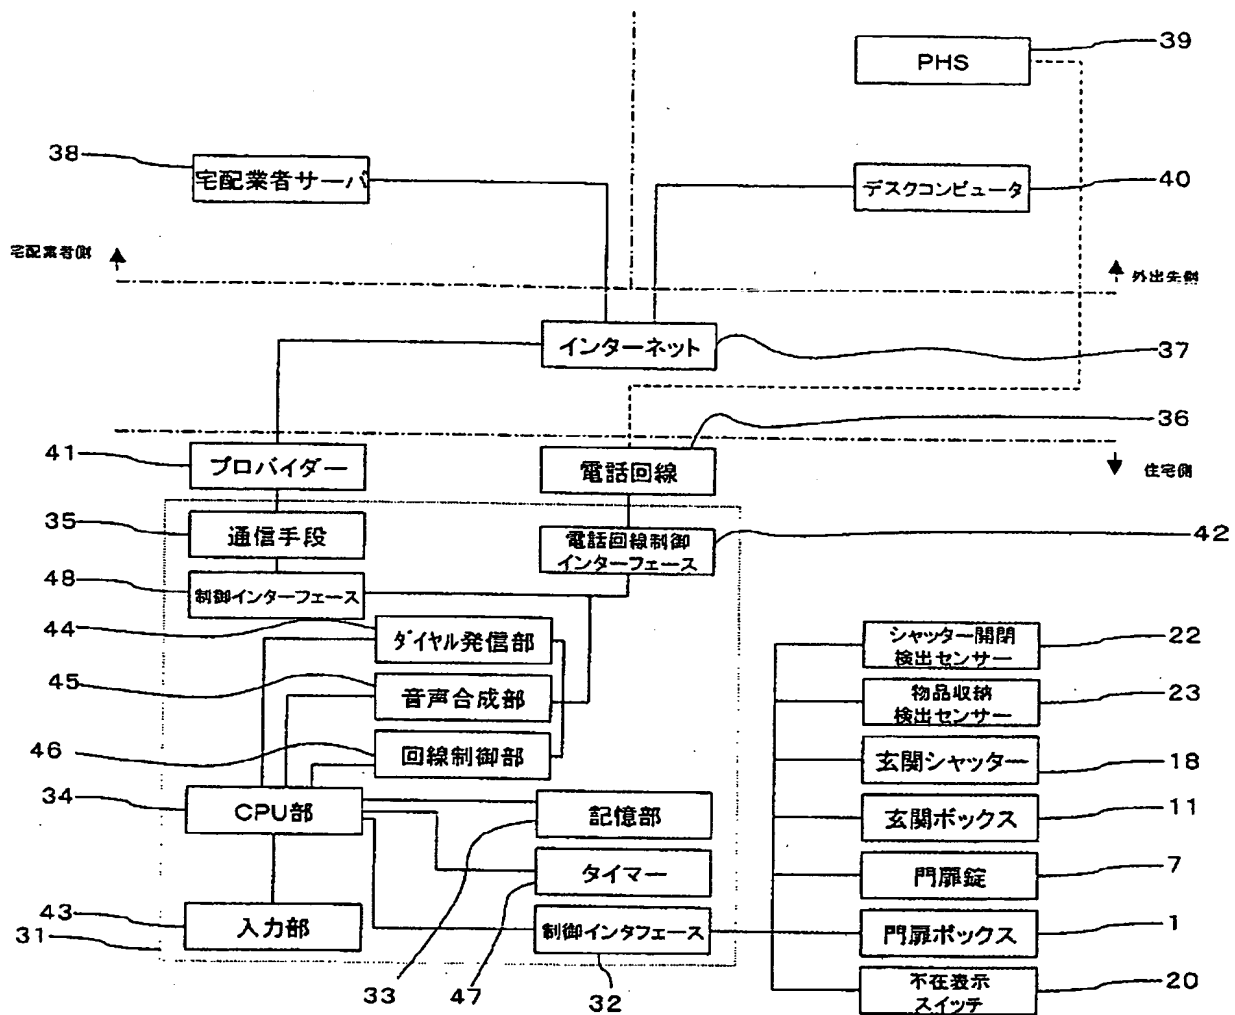 PHS
39
38
宅配業者サーバ
デスクコンピュータ
40
宅配業者側
外出先側
インターネット
37
36
41
プロバイダー
電話回線
住宅側
35
通信手段
電話回線制御
インターフェース
42
48
制御インターフェース
44
ダイヤル発信部
シャッター開閉
検出センサー
22
45
音声合成部
物品収納
検出センサー
23
46
回線制御部
玄関シャッター
18
34
CPU部
記憶部
玄関ボックス
11
タイマー
門扉錠
7
43
入力部
制御インタフェース
門扉ボックス
1
31
33
47
32
不在表示
スイッチ
20